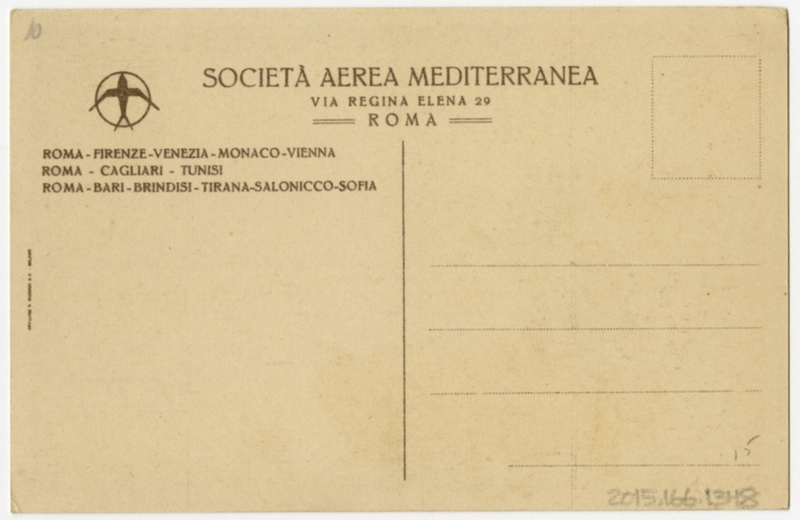 10
SOCIETÀ AEREA MEDITERRANEA
VIA REGINA ELENA 29
ROMA
ROMA-FIRENZE-VENEZIA-MONACO-VIENNA
ROMA - CAGLIARI - TUNISI
ROMA-BARI-BRINDISI-TIRANA-SALONICCO-SOFIA
15
2015.166.1348